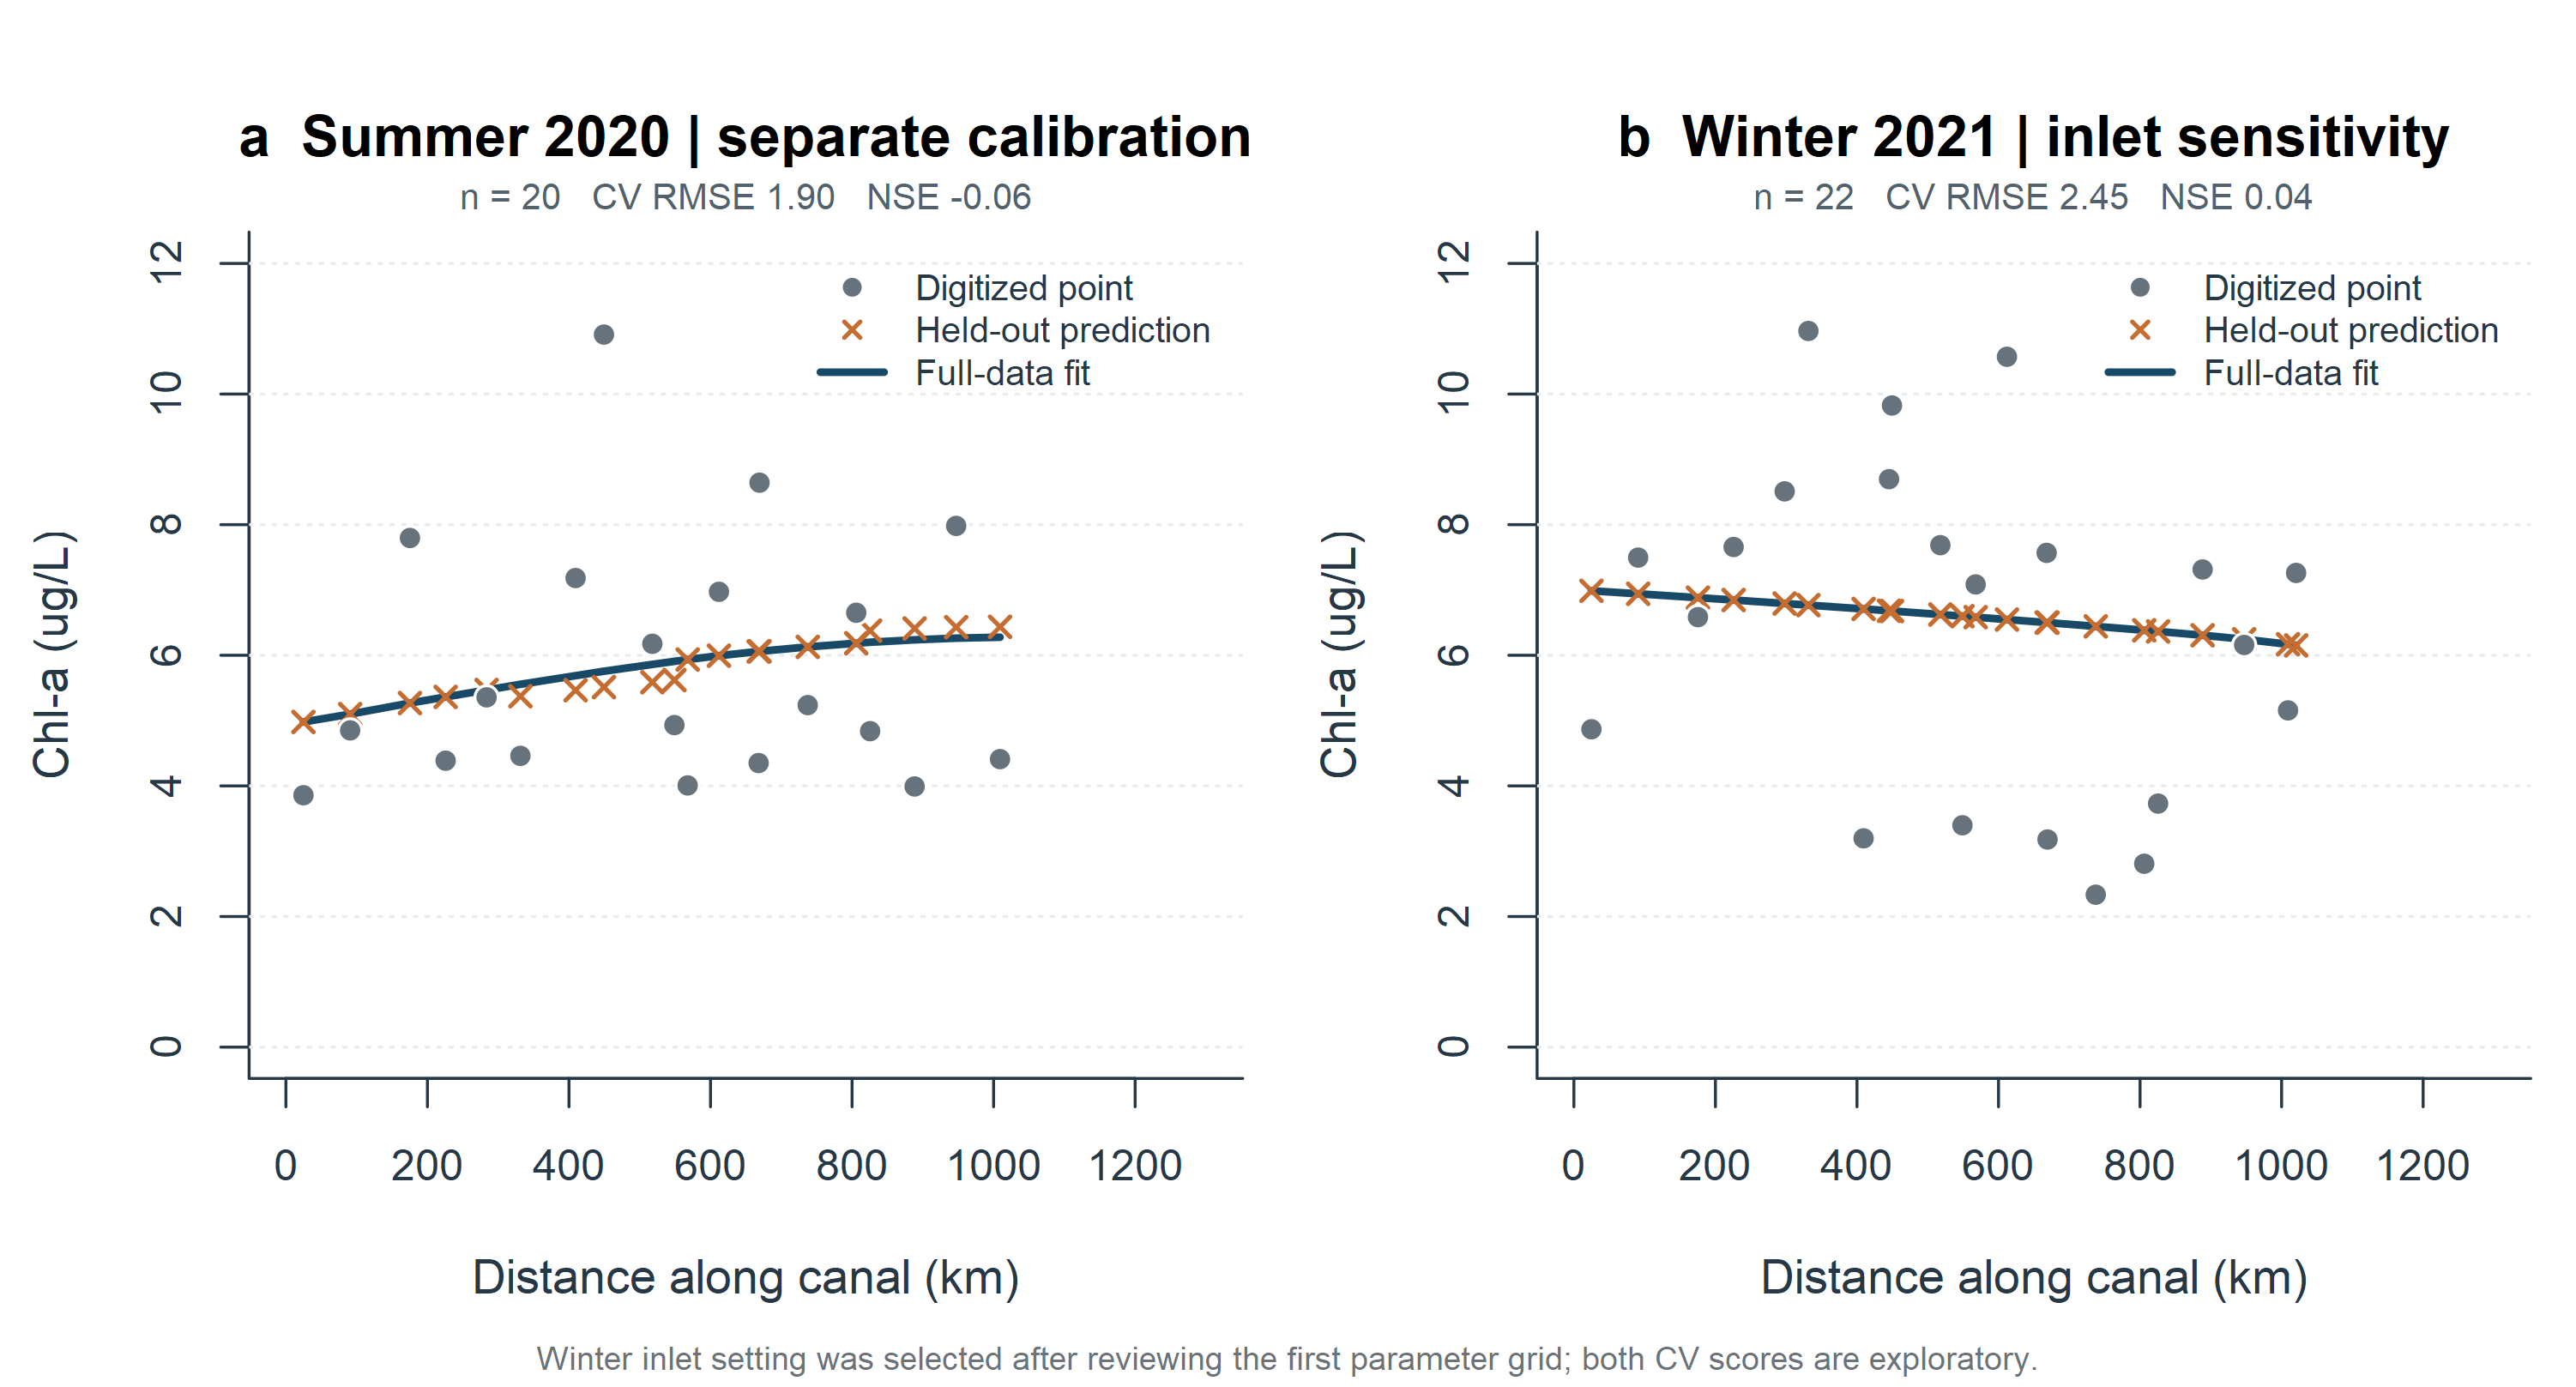 a Summer 2020 | separate calibration
n = 20 CV RMSE 1.90 NSE -0.06
12
10
8
6
4
2
0
Chl-a (ug/L)
Digitized point
Held-out prediction
Full-data fit
0 200 400 600 800 1000 1200
Distance along canal (km)
b Winter 2021 | inlet sensitivity
n = 22 CV RMSE 2.45 NSE 0.04
12
10
8
6
4
2
0
Chl-a (ug/L)
Digitized point
Held-out prediction
Full-data fit
0 200 400 600 800 1000 1200
Distance along canal (km)
Winter inlet setting was selected after reviewing the first parameter grid; both CV scores are exploratory.